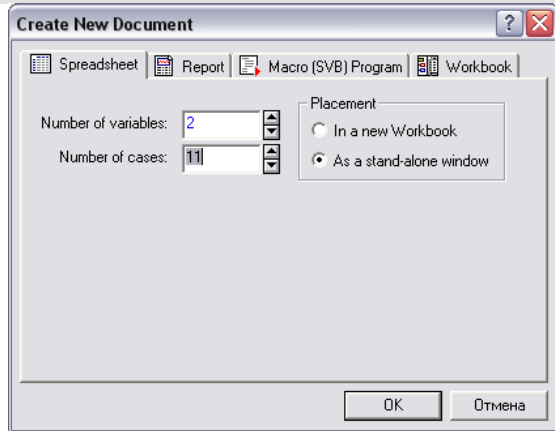 Create New Document
Spreadsheet Report Macro (SVB) Program Workbook
Placement
Number of variables: 2
In a new Workbook
Number of cases: 11
As a stand-alone window
OK Отмена